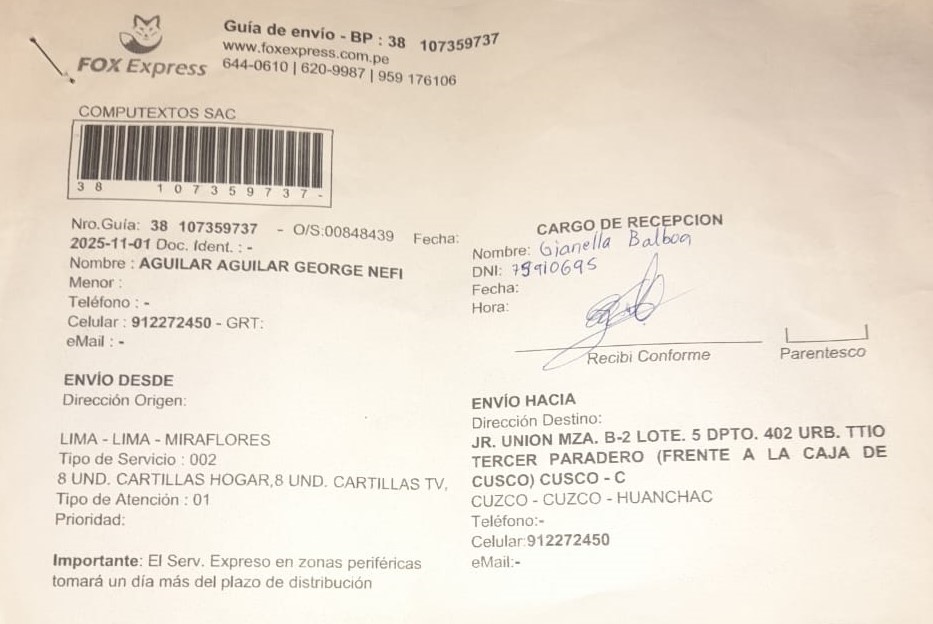 FOX Express
Guía de envío - BP : 38 107359737
www.foxexpress.com.pe
644-0610 | 620-9987 | 959 176106
COMPUTEXTOS SAC
38 107359737-
Nro.Guía: 38 107359737 - O/S:00848439 Fecha:
2025-11-01 Doc. Ident. : -
Nombre : AGUILAR AGUILAR GEORGE NEFI
Menor :
Teléfono : -
Celular : 912272450 - GRT:
eMail : -
CARGO DE RECEPCION
Nombre: Gianella Balboa
DNI: 75910695
Fecha:
Hora:
Recibi Conforme
Parentesco
ENVÍO DESDE
Dirección Origen:
LIMA - LIMA - MIRAFLORES
Tipo de Servicio : 002
8 UND. CARTILLAS HOGAR,8 UND. CARTILLAS TV,
Tipo de Atención : 01
Prioridad:
Importante: El Serv. Expreso en zonas periféricas
tomará un día más del plazo de distribución
ENVÍO HACIA
Dirección Destino:
JR. UNION MZA. B-2 LOTE. 5 DPTO. 402 URB. TTIO
TERCER PARADERO (FRENTE A LA CAJA DE
CUSCO) CUSCO - C
CUZCO - CUZCO - HUANCHAC
Teléfono:-
Celular:912272450
eMail:-